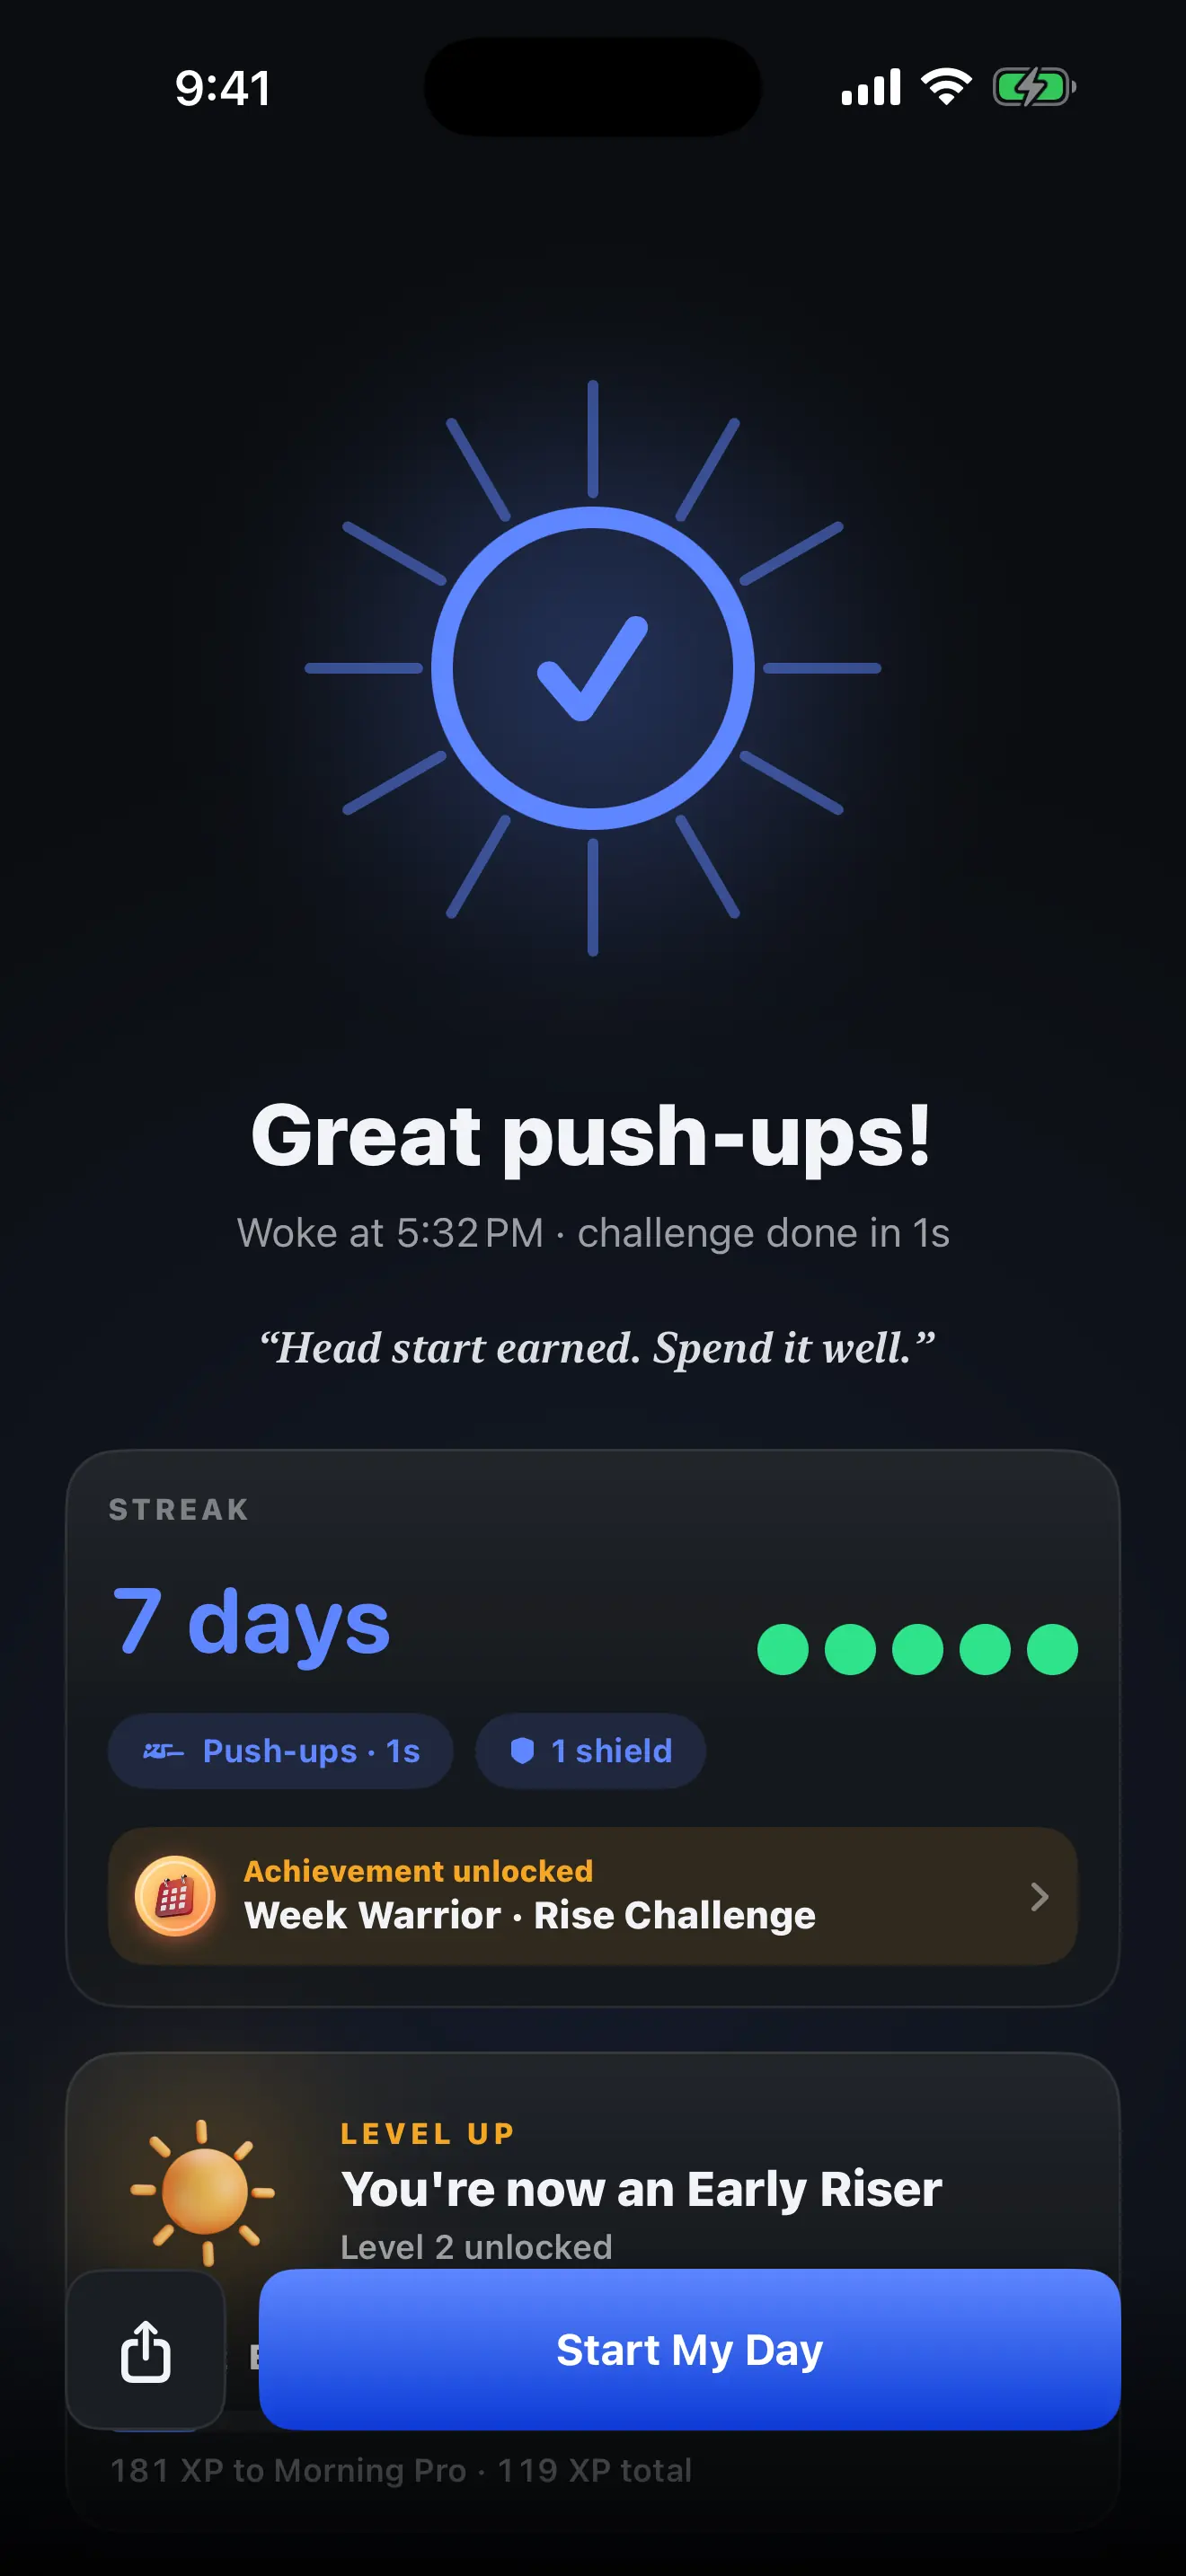 9:41
Great push-ups!
Woke at 5:32 PM · challenge done in 1s
“Head start earned. Spend it well.”
STREAK
7 days
Push-ups · 1s
1 shield
Achievement unlocked
Week Warrior · Rise Challenge
LEVEL UP
You're now an Early Riser
Level 2 unlocked
Start My Day
181 XP to Morning Pro · 119 XP total